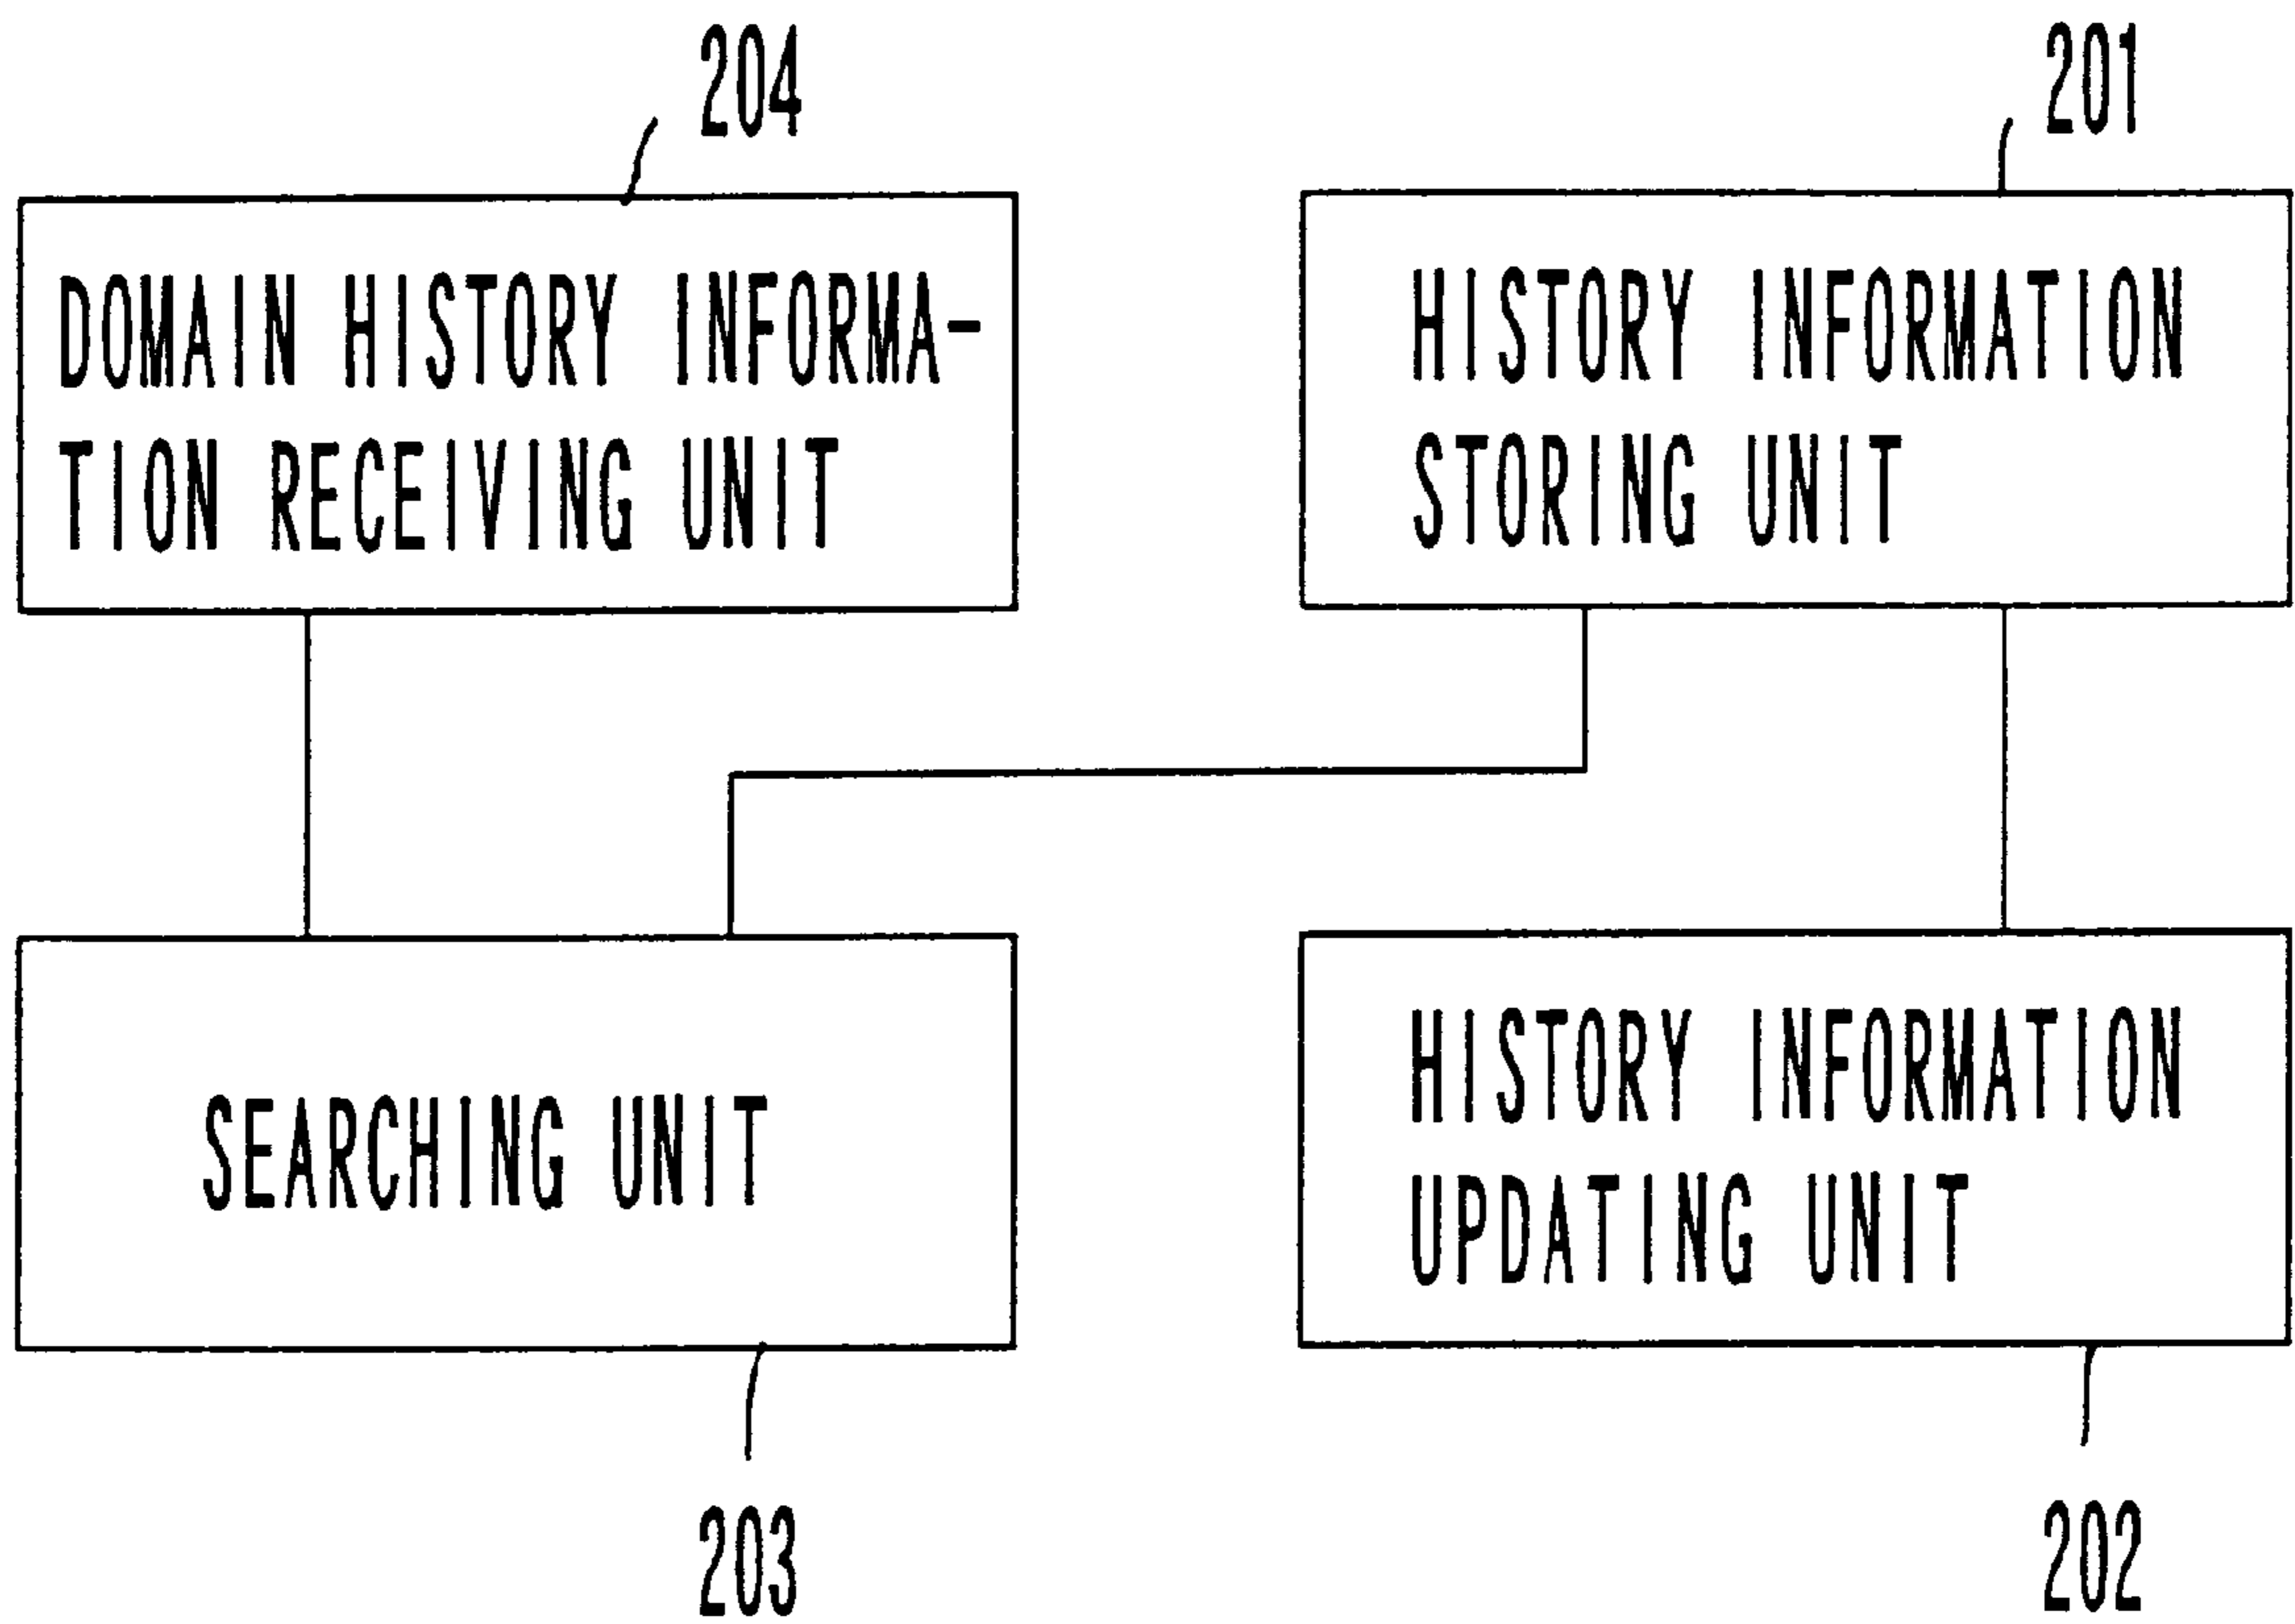 204
201
DOMAIN HISTORY INFORMA-
TION RECEIVING UNIT
HISTORY INFORMATION
STORING UNIT
SEARCHING UNIT
HISTORY INFORMATION
UPDATING UNIT
203
202